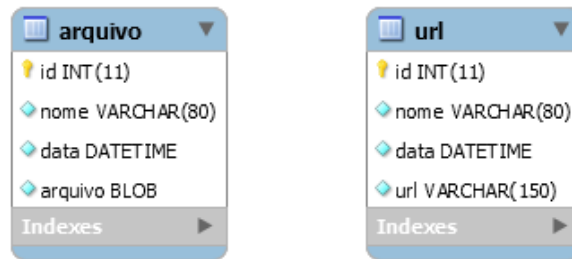 arquivo
id INT(11)
nome VARCHAR(80)
data DATETIME
arquivo BLOB
Indexes
url
id INT(11)
nome VARCHAR(80)
data DATETIME
url VARCHAR(150)
Indexes